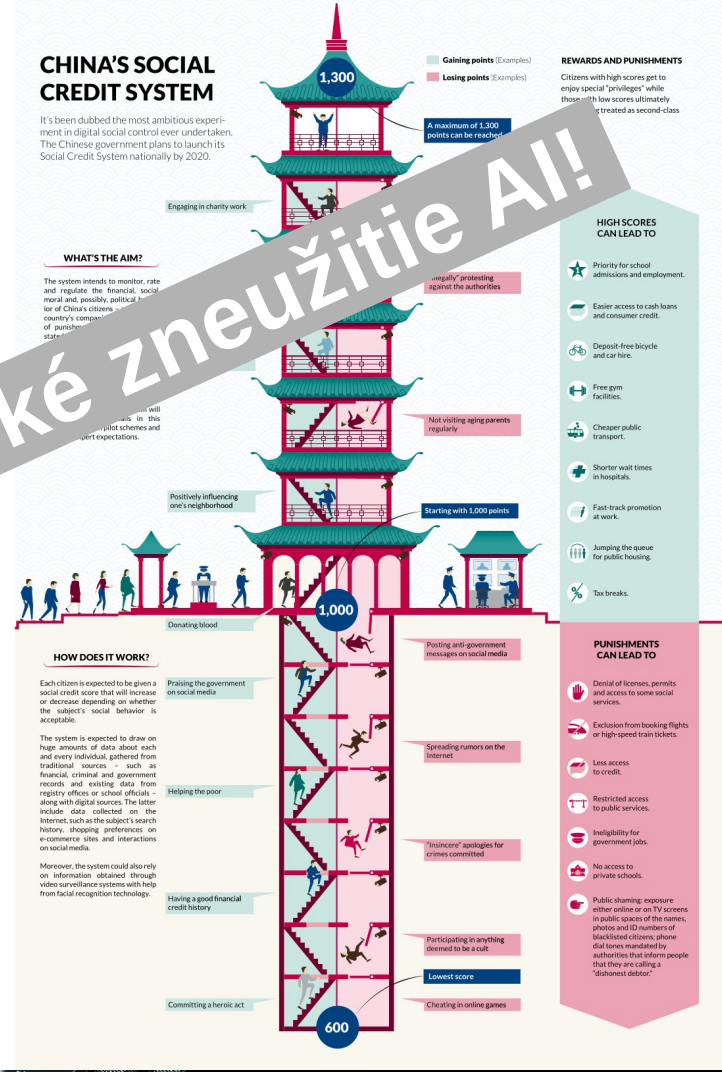 CHINA'S SOCIAL
CREDIT SYSTEM
It's been dubbed the most ambitious experi-
ment in digital social control ever undertaken.
The Chinese government plans to launch its
Social Credit System nationally by 2020.
1,300
Gaining points (Examples)
Losing points (Examples)
A maximum of 1,300
points can be reached
REWARDS AND PUNISHMENTS
Citizens with high scores get to
enjoy special "privileges" while
those with low scores ultimately
treated as second-class
ké zneužitie AI!
Engaging in charity work
WHAT'S THE AIM?
The system intends to monitor, rate
and regulate the financial, social
moral and, possibly, political
ior of China's citizens –
country's
of
will
in this
pilot schemes and
expectations.
protesting
against the authorities
Not visiting aging parents
regularly
Positively influencing
one's neighborhood
Starting with 1,000 points
1,000
Donating blood
HOW DOES IT WORK?
Each citizen is expected to be given a
social credit score that will increase
or decrease depending on whether
the subject's social behavior is
acceptable.
The system is expected to draw on
huge amounts of data about each
and every individual, gathered from
traditional sources – such as
financial, criminal and government
records and existing data from
registry offices or school officials –
along with digital sources. The latter
include data collected on the
Internet, such as the subject's search
history, shopping preferences on
e-commerce sites and interactions
on social media.
Moreover, the system could also rely
on information obtained through
video surveillance systems with help
from facial recognition technology.
Praising the government
on social media
Helping the poor
Having a good financial
credit history
Committing a heroic act
Posting anti-government
messages on social media
Spreading rumors on the
Internet
"Insincere" apologies for
crimes committed
Participating in anything
deemed to be a cult
Lowest score
Cheating in online games
600
HIGH SCORES
CAN LEAD TO
Priority for school
admissions and employment.
Easier access to cash loans
and consumer credit.
Deposit-free bicycle
and car hire.
Free gym
facilities.
Cheaper public
transport.
Shorter wait times
in hospitals.
Fast-track promotion
at work.
Jumping the queue
for public housing.
Tax breaks.
PUNISHMENTS
CAN LEAD TO
Denial of licenses, permits
and access to some social
services.
Exclusion from booking flights
or high-speed train tickets.
Less access
to credit.
Restricted access
to public services.
Ineligibility for
government jobs.
No access to
private schools.
Public shaming: exposure
either online or on TV screens
in public spaces of the names,
photos and ID numbers of
blacklisted citizens; phone
dial tones mandated by
authorities that inform people
that they are calling a
"dishonest debtor."